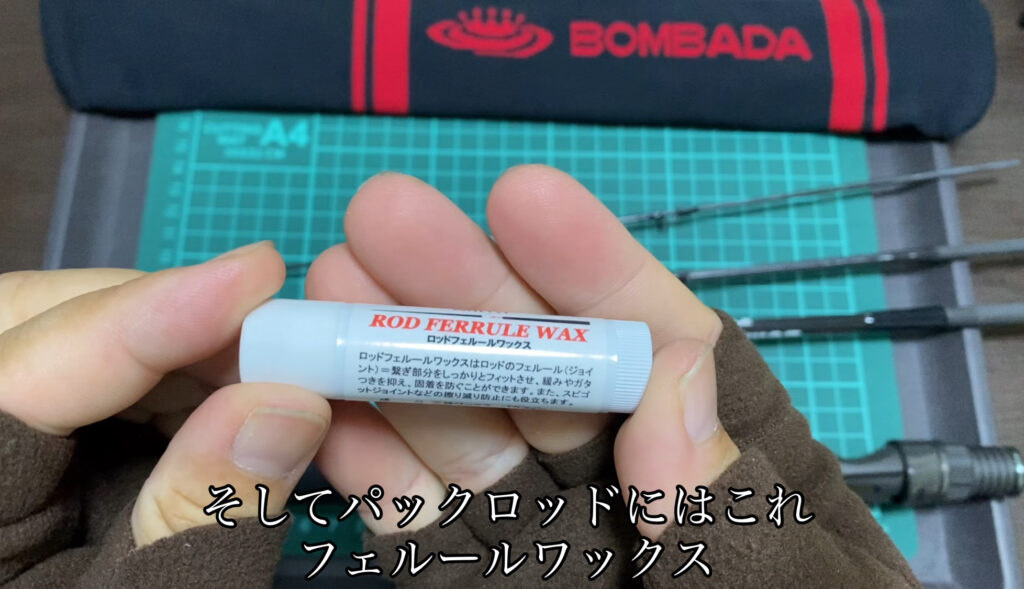 BOMBADA
A4
ROD FERRULE WAX
ロッドフェルールワックス
ロッドフェルールワックスはロッドのフェルール(ジョイ
ント)=繋ぎ部分をしっかりとフィットさせ、緩みやガタ
つきを抑え、固着を防ぐことができます。また、スピゴ
ットジョイントなどの擦り減り防止にも役立ちます。
そしてパックロッドにはこれ
フェルールワックス